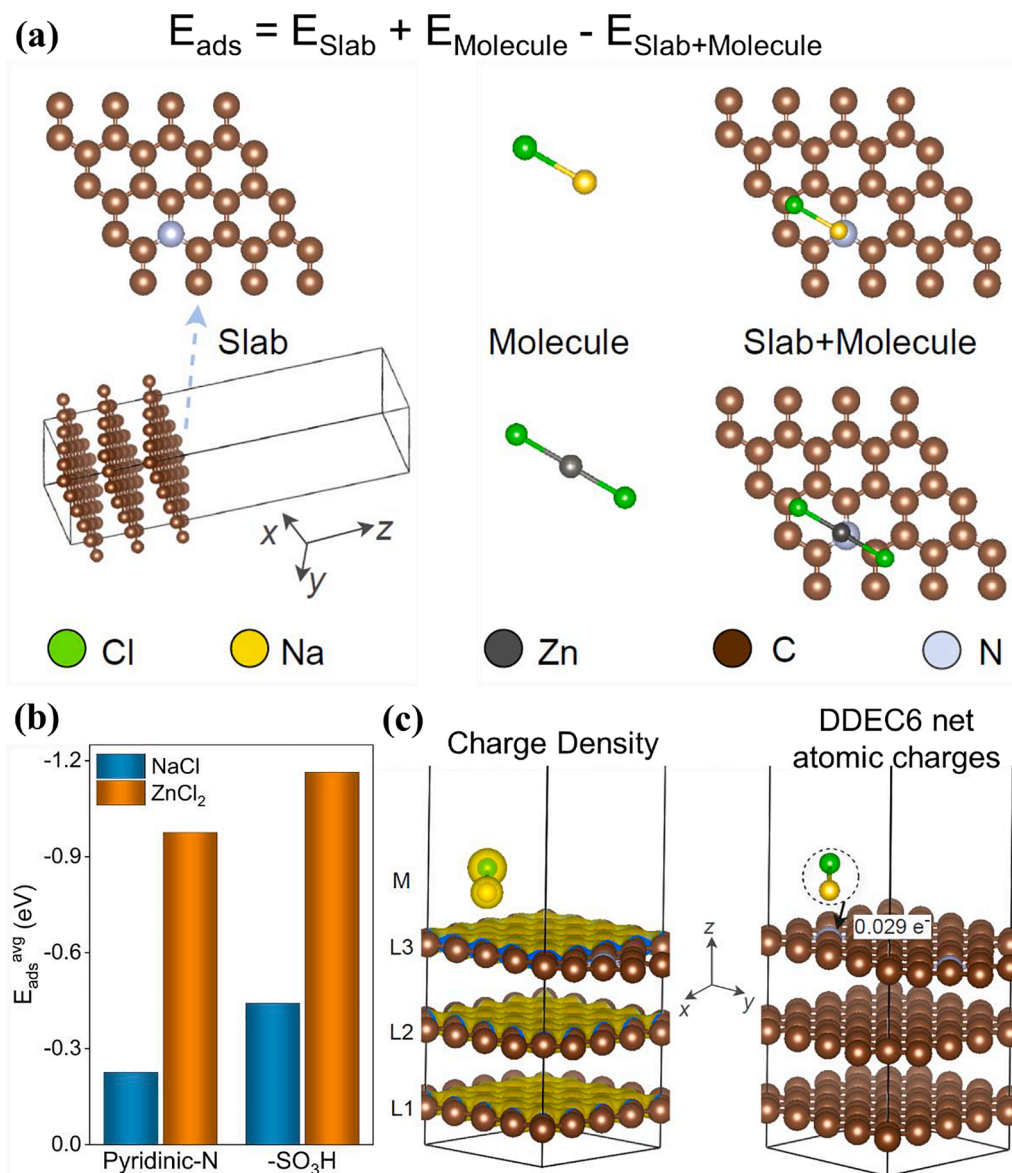 (a) E_ads = E_Slab + E_Molecule - E_Slab+Molecule
Slab
Molecule
Slab+Molecule
x
y
z
Cl
Na
Zn
C
N
(b)
E_ads^avg (eV)
-1.2
-0.9
-0.6
-0.3
0.0
NaCl
ZnCl₂
Pyridinic-N
-SO₃H
(c)
Charge Density
DDEC6 net
atomic charges
M
L3
L2
L1
z
x
y
0.029 e⁻